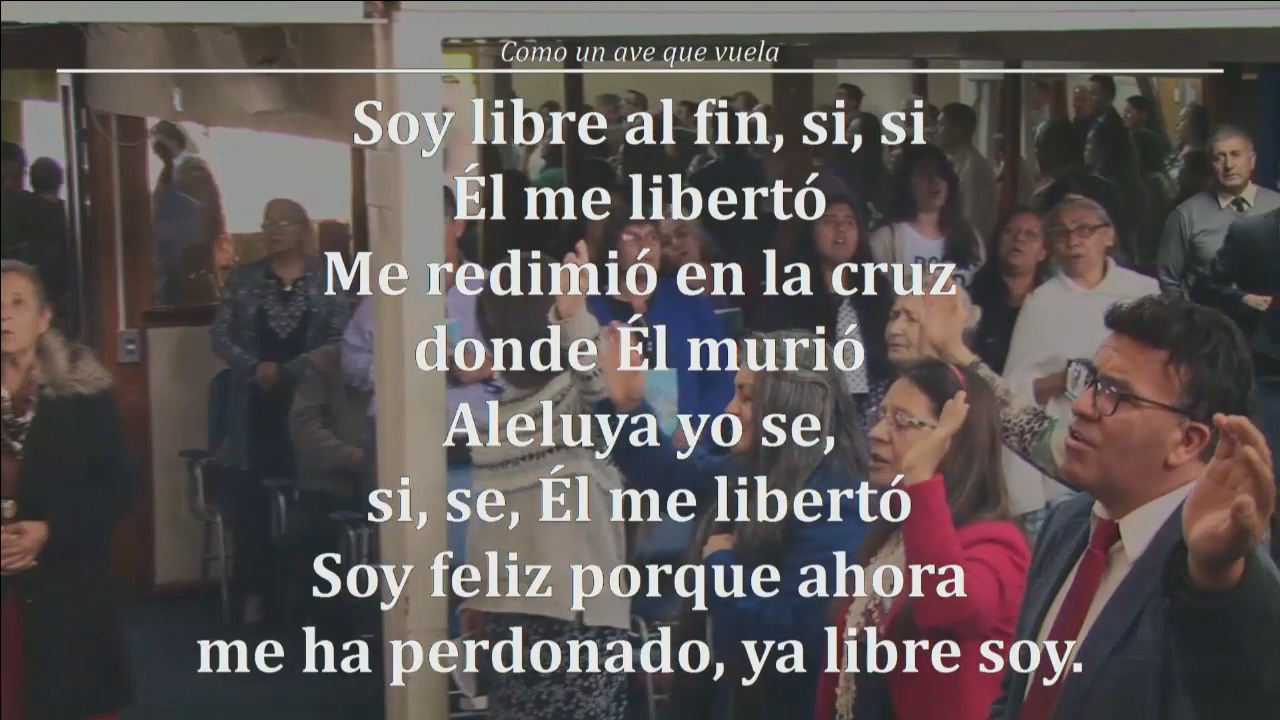 Como un ave que vuela
Soy libre al fin, si, si
Él me libertó
Me redimió en la cruz
donde Él murió
Aleluya yo se,
si, se, Él me libertó
Soy feliz porque ahora
me ha perdonado, ya libre soy.